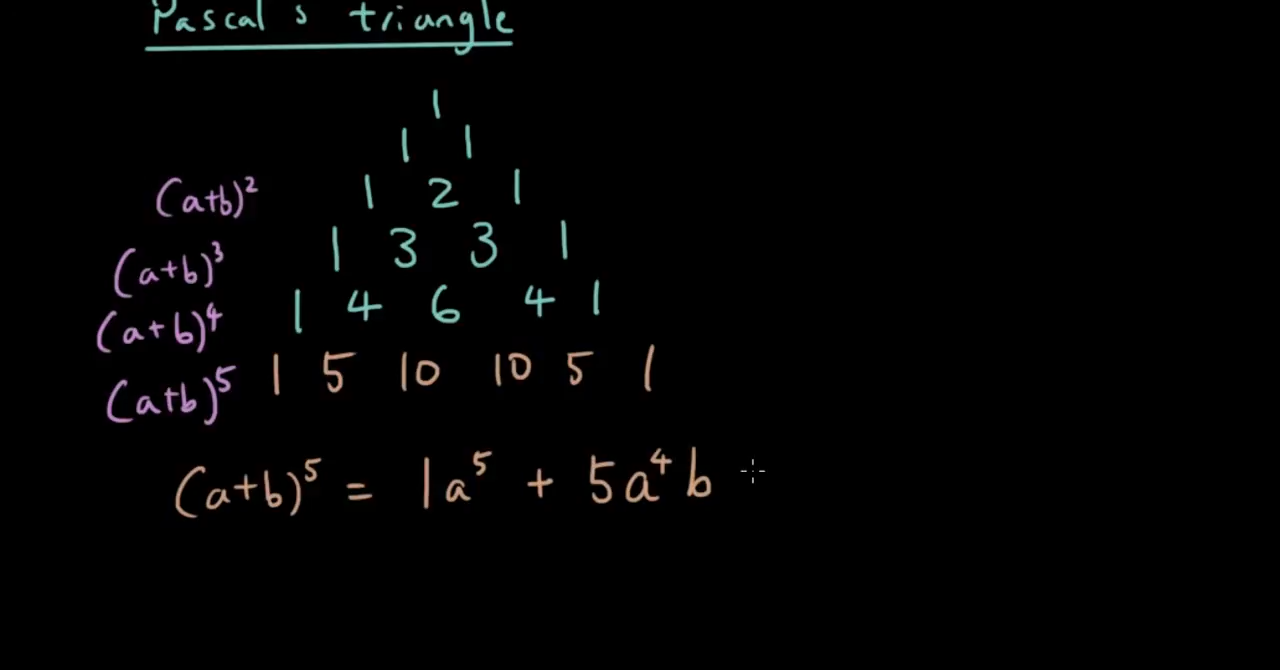 Pascal's triangle
1
1 1
(a+b)² 1 2 1
(a+b)³ 1 3 3 1
(a+b)⁴ 1 4 6 4 1
(a+b)⁵ 1 5 10 10 5 1
(a+b)⁵ = 1a⁵ + 5a⁴b